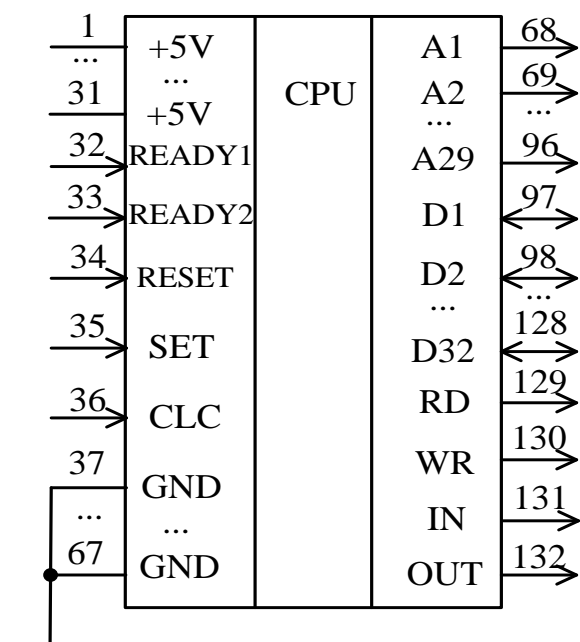 1 +5V CPU A1 68
... ... A2 69
31 +5V ... ...
32 READY1 A29 96
33 READY2 D1 97
34 RESET D2 98
... ...
35 SET D32 128
36 CLC RD 129
37 GND WR 130
... ... IN 131
67 GND OUT 132